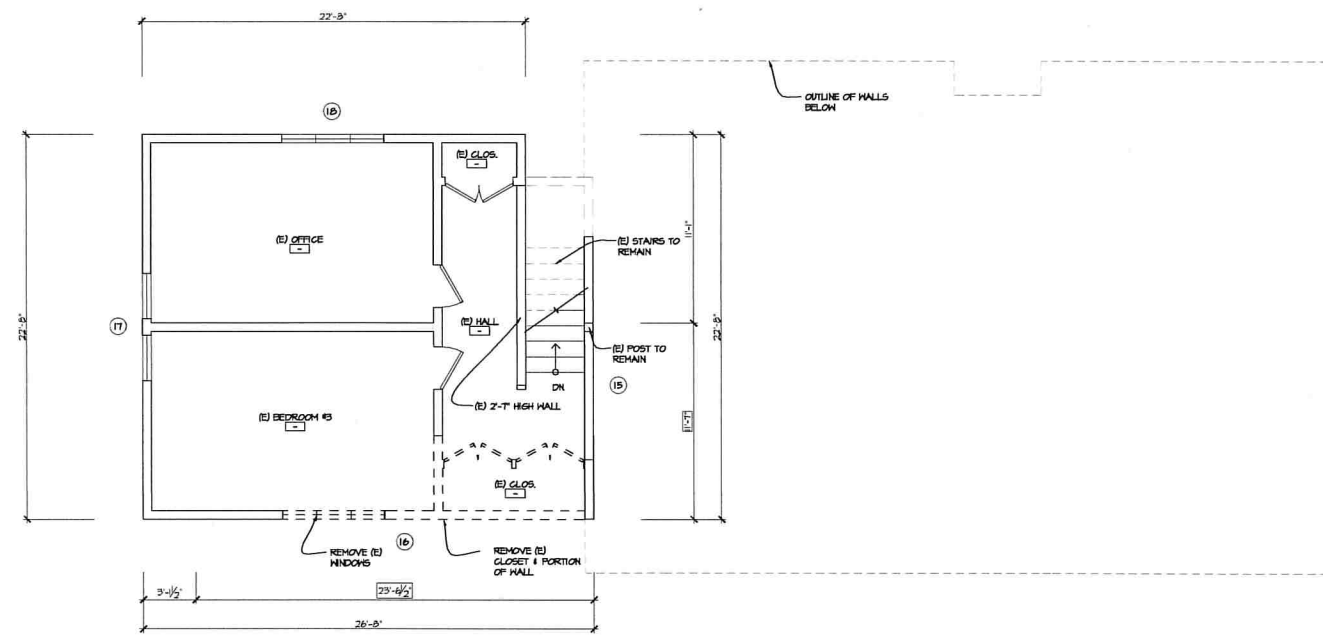 22'-8"
OUTLINE OF WALLS
BELOW
18
(E) CLOS.
-
(E) OFFICE
-
(E) STAIRS TO
REMAIN
11'-1"
22'-8"
22'-8"
17
(E) HALL
-
(E) POST TO
REMAIN
DN
15
(E) 2'-7" HIGH WALL
(E) BEDROOM #3
-
11'-7"
(E) CLOS.
-
16
REMOVE (E)
WINDOWS
REMOVE (E)
CLOSET & PORTION
OF WALL
3'-1 1/2"
23'-6 1/2"
26'-8"